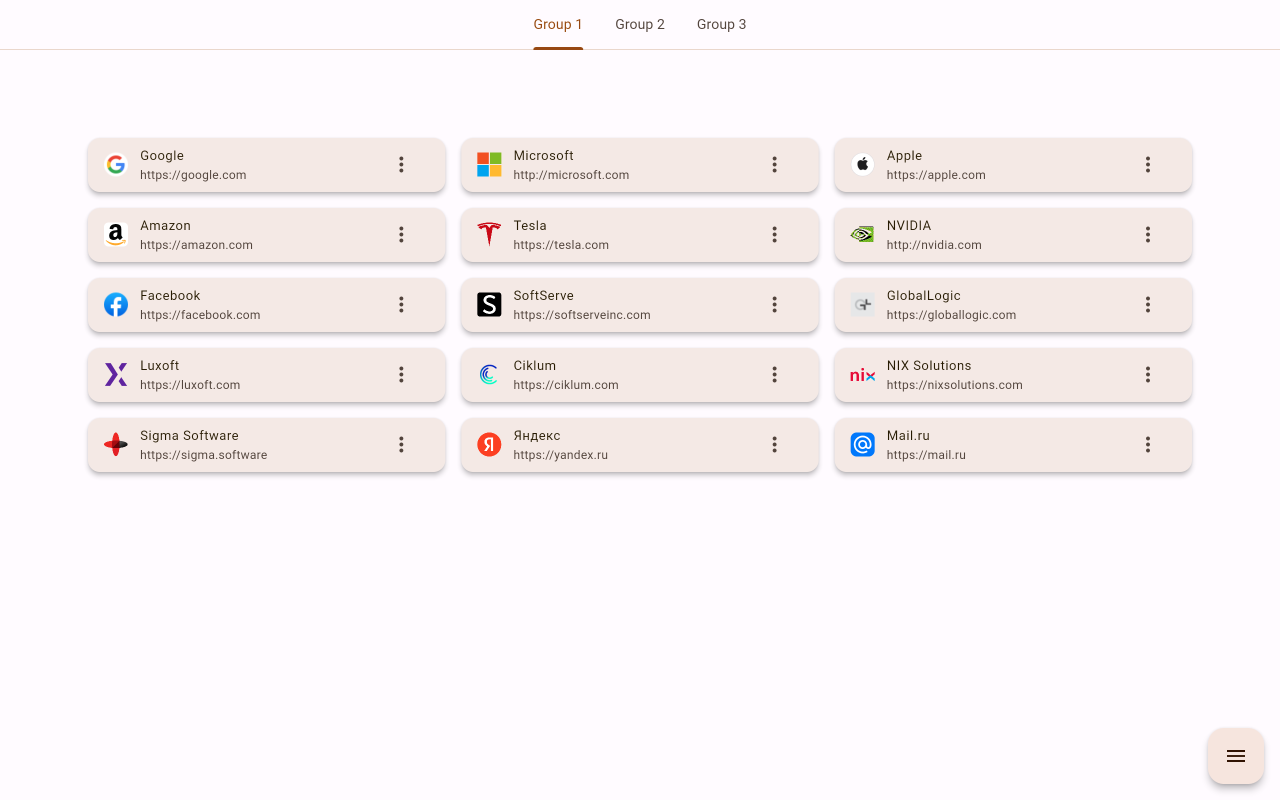 Group 1
Group 2
Group 3
Google
https://google.com
Microsoft
http://microsoft.com
Apple
https://apple.com
Amazon
https://amazon.com
Tesla
https://tesla.com
NVIDIA
http://nvidia.com
Facebook
https://facebook.com
SoftServe
https://softserveinc.com
GlobalLogic
https://globallogic.com
Luxoft
https://luxoft.com
Ciklum
https://ciklum.com
nix
NIX Solutions
https://nixsolutions.com
Sigma Software
https://sigma.software
Яндекс
https://yandex.ru
Mail.ru
https://mail.ru